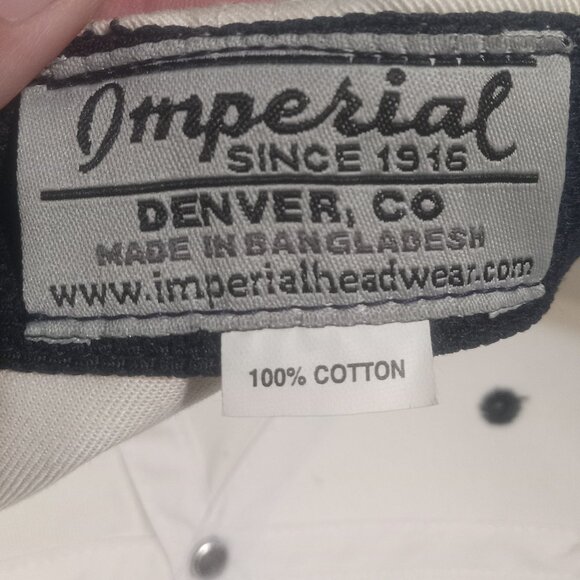 Imperial
SINCE 1916
DENVER, CO
MADE IN BANGLADESH
www.imperialheadwear.com
100% COTTON